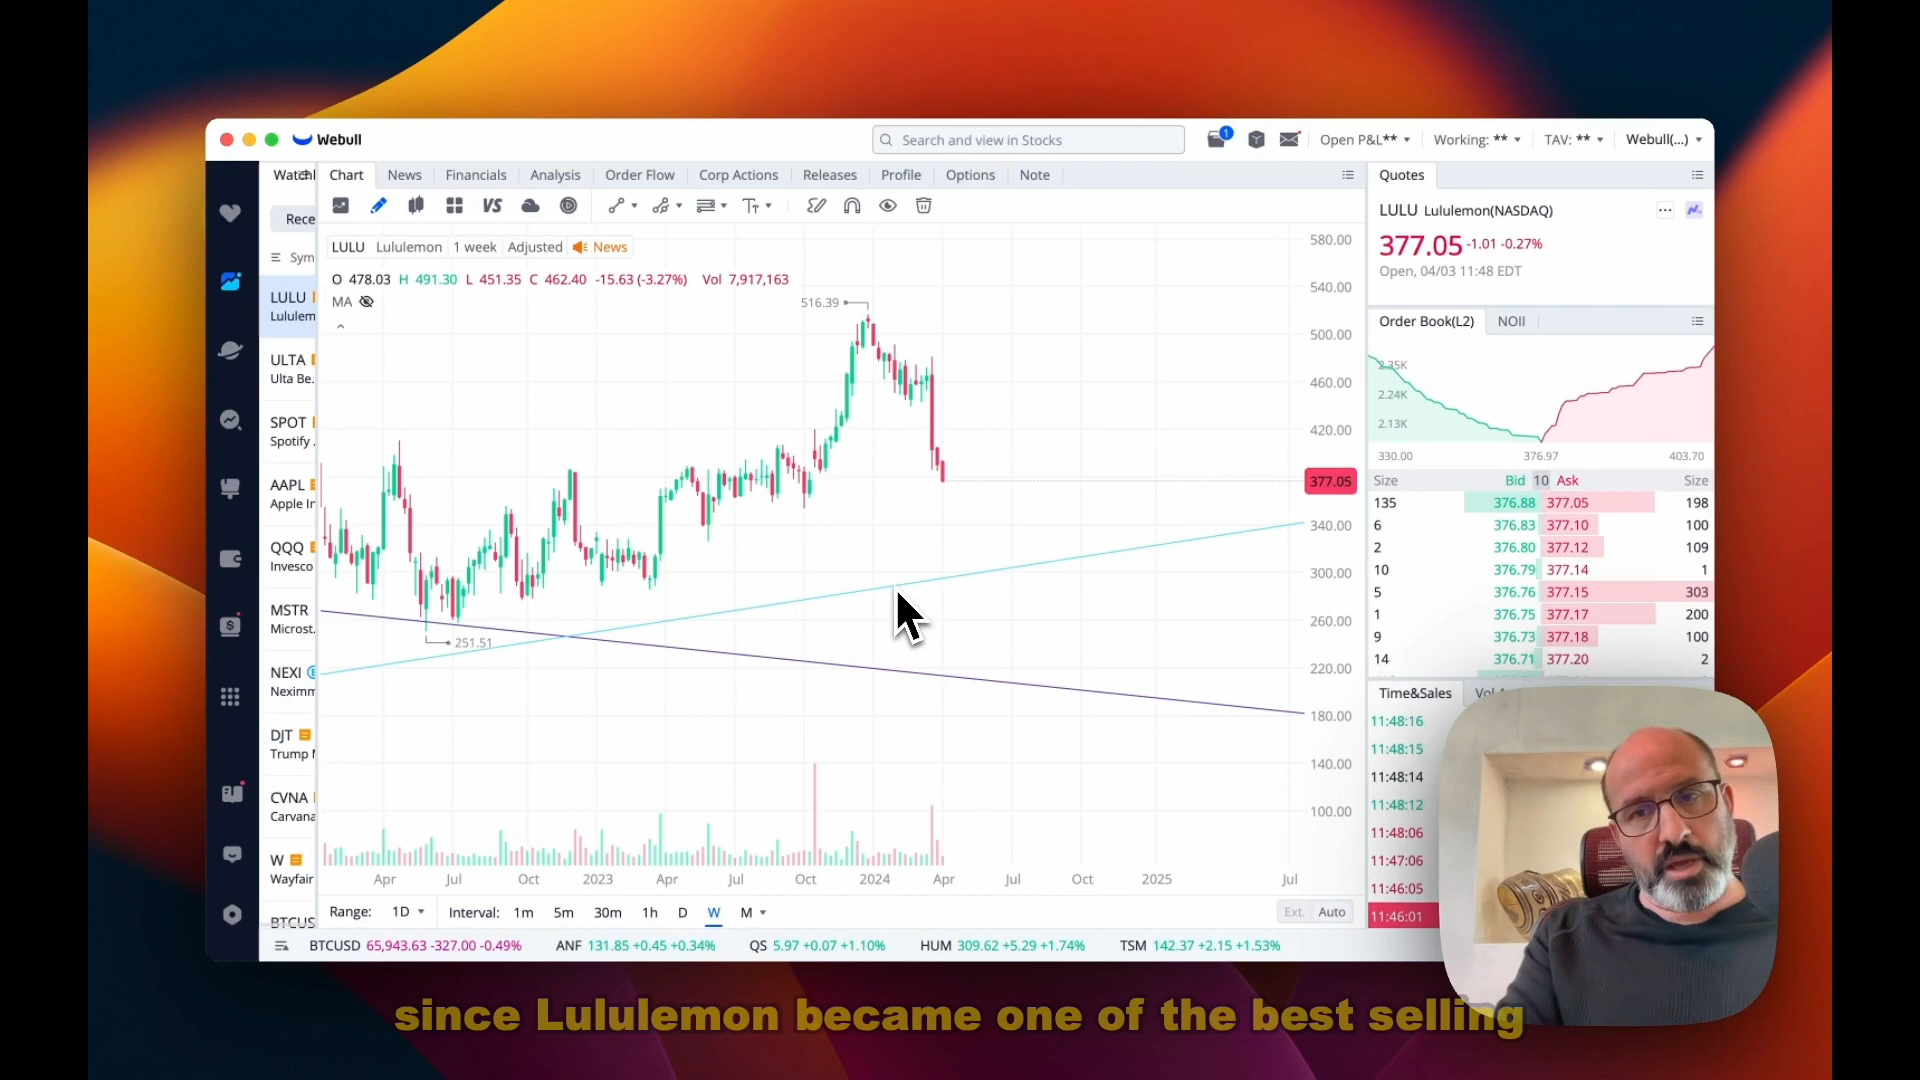 Webull
Search and view in Stocks
1
Open P&L**
Working: **
TAV: **
Webull(...)
Watchl
Chart
News
Financials
Analysis
Order Flow
Corp Actions
Releases
Profile
Options
Note
Quotes
Rece
VS
Tт
LULU Lululemon(NASDAQ)
377.05 -1.01 -0.27%
Open, 04/03 11:48 EDT
LULU Lululemon 1 week Adjusted News
O 478.03 H 491.30 L 451.35 C 462.40 -15.63 (-3.27%) Vol 7,917,163
MA
516.39
251.51
Sym
LULU
Lululem
ULTA
Ulta Be.
SPOT
Spotify .
AAPL
Apple In
QQQ
Invesco
MSTR
Microst.
NEXI
Neximm
DJT
Trump M
CVNA
Carvana
W
Wayfair
BTCUS
580.00
540.00
500.00
460.00
420.00
377.05
340.00
300.00
260.00
220.00
180.00
140.00
100.00
Apr Jul Oct 2023 Apr Jul Oct 2024 Apr Jul Oct 2025 Jul
Range: 1D Interval: 1m 5m 30m 1h D W M
Ext. Auto
Order Book(L2) NOII
2.35K
2.24K
2.13K
330.00 376.97 403.70
Size Bid 10 Ask Size
135 376.88 377.05 198
6 376.83 377.10 100
2 376.80 377.12 109
10 376.79 377.14 1
5 376.76 377.15 303
1 376.75 377.17 200
9 376.73 377.18 100
14 376.71 377.20 2
Time&Sales
11:48:16
11:48:15
11:48:14
11:48:12
11:48:06
11:47:06
11:46:05
11:46:01
BTCUSD 65,943.63 -327.00 -0.49% ANF 131.85 +0.45 +0.34% QS 5.97 +0.07 +1.10% HUM 309.62 +5.29 +1.74% TSM 142.37 +2.15 +1.53%
since Lululemon became one of the best selling